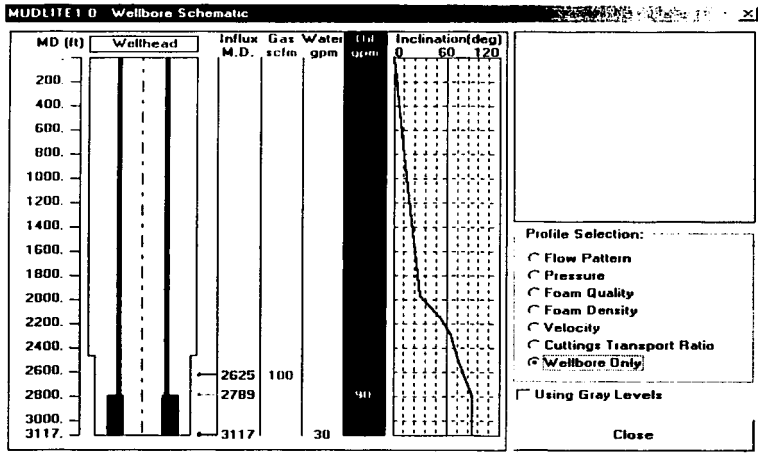 MUDLITE 1.0 Wellbore Schematic
MD (ft) Wellhead Influx M.D. Gas scfm Water gpm Oil gpm Inclination(deg)
0 60 120
200.
400.
600.
800.
1000.
1200.
1400.
1600.
1800.
2000.
2200.
2400.
2600.
2800.
3000.
3117.
2625 100
2789 90
3117 30
Profile Selection:
Flow Pattern
Pressure
Foam Quality
Foam Density
Velocity
Cuttings Transport Ratio
Wellbore Only
Using Gray Levels
Close